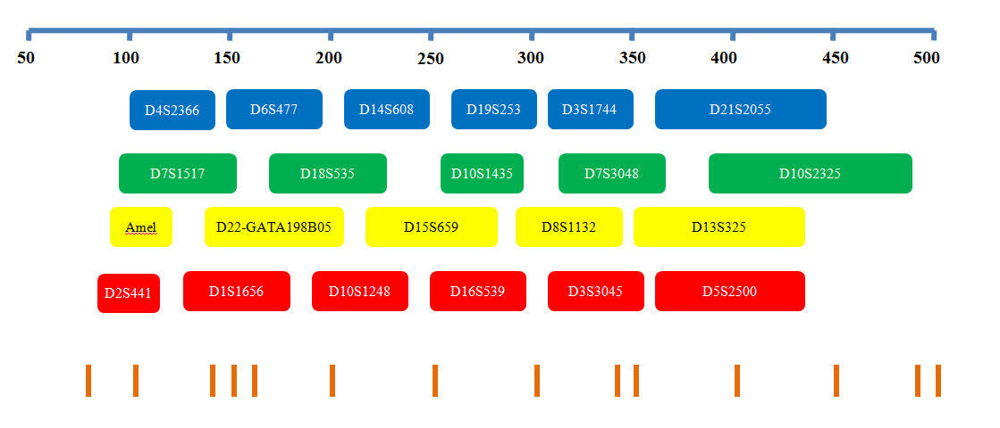 50 100 150 200 250 300 350 400 450 500
D4S2366 D6S477 D14S608 D19S253 D3S1744 D21S2055
D7S1517 D18S535 D10S1435 D7S3048 D10S2325
Amel D22-GATA198B05 D15S659 D8S1132 D13S325
D2S441 D1S1656 D10S1248 D16S539 D3S3045 D5S2500